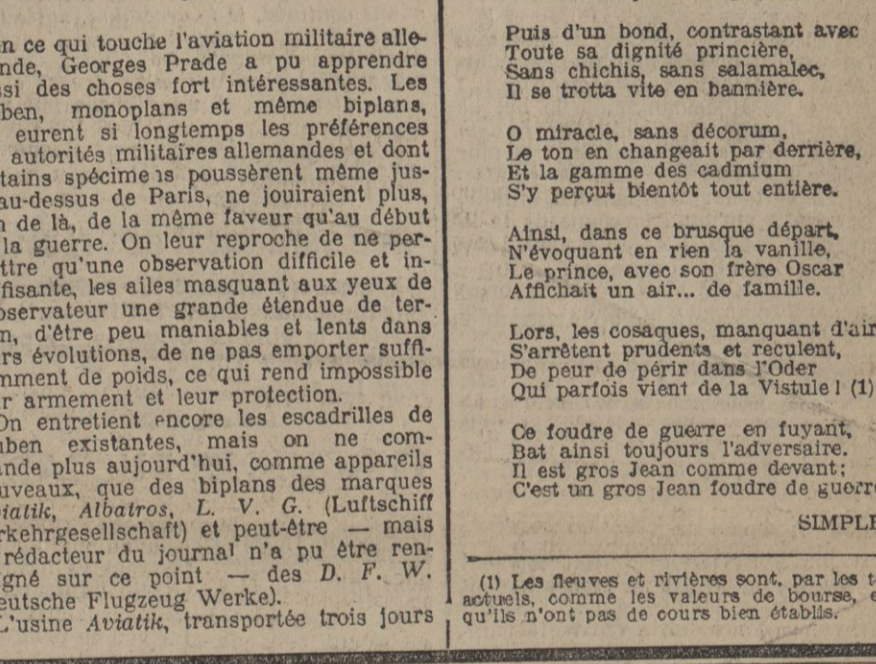 n ce qui touche l'aviation militaire alle-
nde, Georges Prade a pu apprendre
ssi des choses fort intéressantes. Les
ben, monoplans et même biplans,
eurent si longtemps les préférences
autorités militaires allemandes et dont
tains spécime is poussèrent même jus-
au-dessus de Paris, ne jouiraient plus,
n de là, de la même faveur qu'au début
la guerre. On leur reproche de ne per-
ttre qu'une observation difficile et in-
fisante, les ailes masquant aux yeux de
observateur une grande étendue de ter-
n, d'être peu maniables et lents dans
rs évolutions, de ne pas emporter suffi-
mment de poids, ce qui rend impossible
r armement et leur protection.
On entretient encore les escadrilles de
uben existantes, mais on ne com-
ande plus aujourd'hui, comme appareils
uveaux, que des biplans des marques
viatik, Albatros, L. V. G. (Luftschiff
rkehrgesellschaft) et peut-être — mais
rédacteur du journal n'a pu être ren-
igné sur ce point — des D. F. W.
eutsche Flugzeug Werke).
L'usine Aviatik, transportée trois jours
Puis d'un bond, contrastant avec
Toute sa dignité princière,
Sans chichis, sans salamalec,
Il se trotta vite en bannière.
O miracle, sans décorum,
Le ton en changeait par derrière,
Et la gamme des cadmium
S'y perçut bientôt tout entière.
Ainsi, dans ce brusque départ,
N'évoquant en rien la vanille,
Le prince, avec son frère Oscar
Affichait un air... de famille.
Lors, les cosaques, manquant d'air
S'arrêtent prudents et reculent,
De peur de périr dans l'Oder
Qui parfois vient de la Vistule! (1)
Ce foudre de guerre en fuyant,
Bat ainsi toujours l'adversaire.
Il est gros Jean comme devant;
C'est un gros Jean foudre de guerre
SIMPLE
(1) Les fleuves et rivières sont, par les t
actuels, comme les valeurs de bourse, e
qu'ils n'ont pas de cours bien établis.